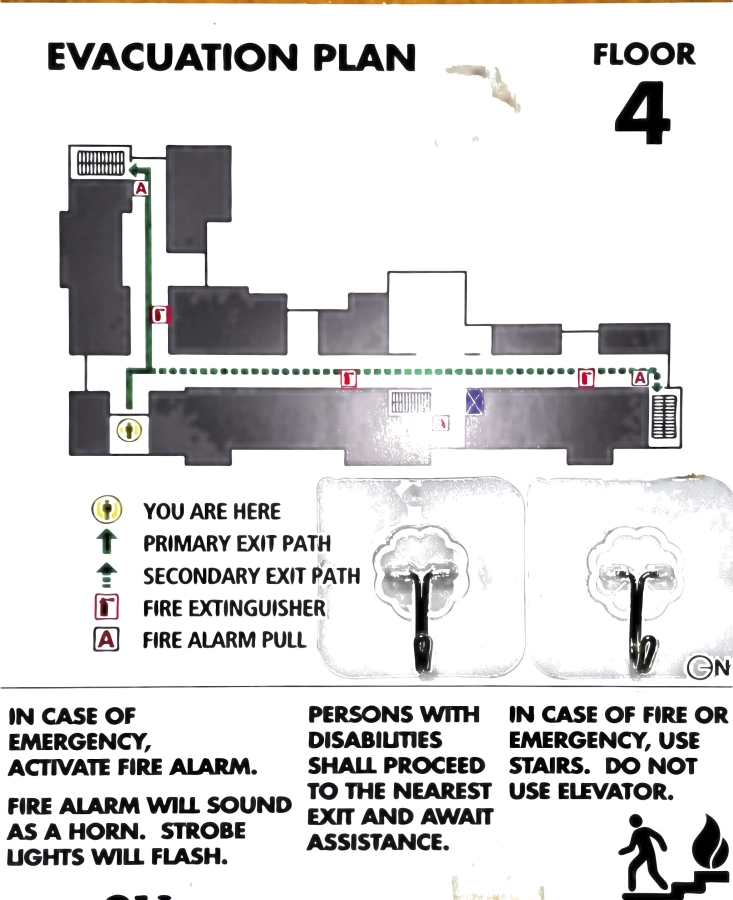 EVACUATION PLAN
FLOOR
4
A
A
YOU ARE HERE
PRIMARY EXIT PATH
SECONDARY EXIT PATH
FIRE EXTINGUISHER
A FIRE ALARM PULL
IN CASE OF
EMERGENCY,
ACTIVATE FIRE ALARM.
FIRE ALARM WILL SOUND
AS A HORN. STROBE
LIGHTS WILL FLASH.
PERSONS WITH
DISABILITIES
SHALL PROCEED
TO THE NEAREST
EXIT AND AWAIT
ASSISTANCE.
IN CASE OF FIRE OR
EMERGENCY, USE
STAIRS. DO NOT
USE ELEVATOR.